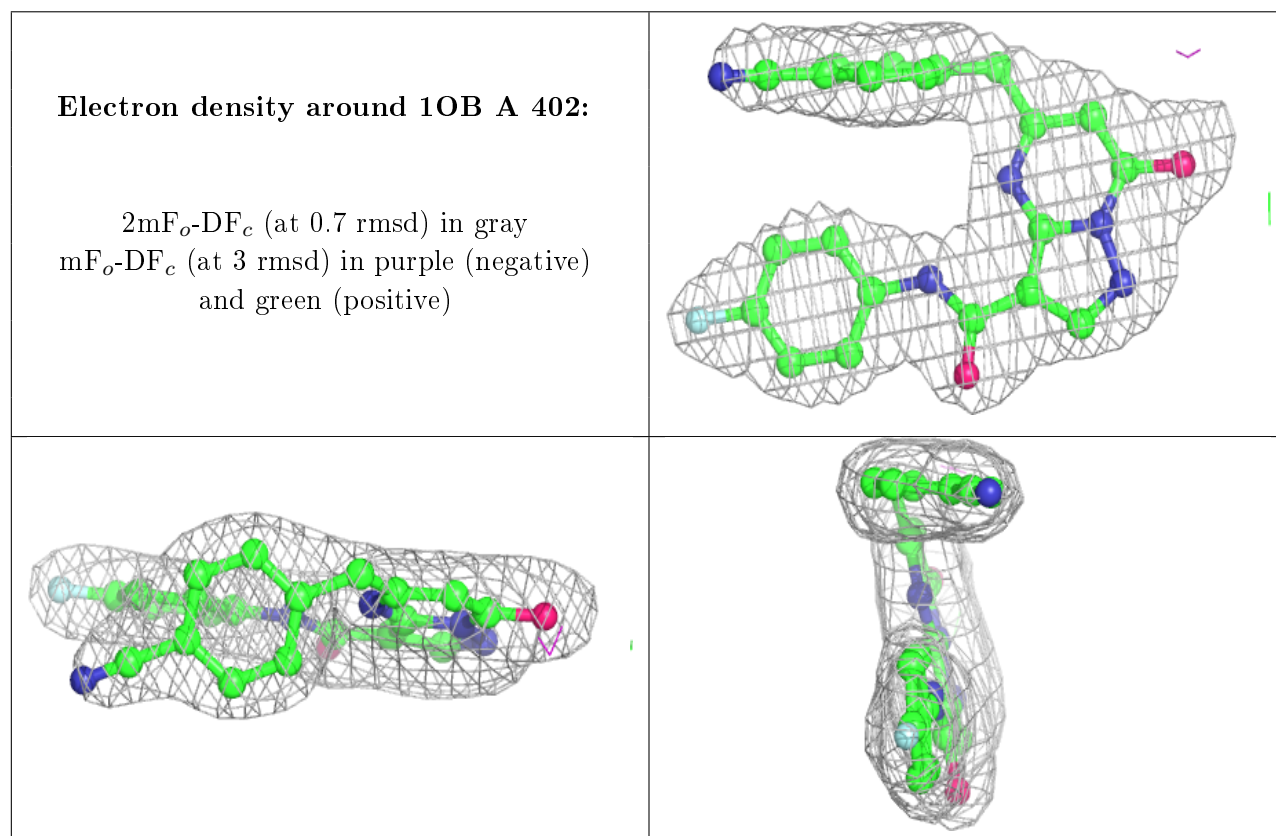 Electron density around 1OB A 402:
2mFₒ-DF𝒸 (at 0.7 rmsd) in gray
mFₒ-DF𝒸 (at 3 rmsd) in purple (negative)
and green (positive)